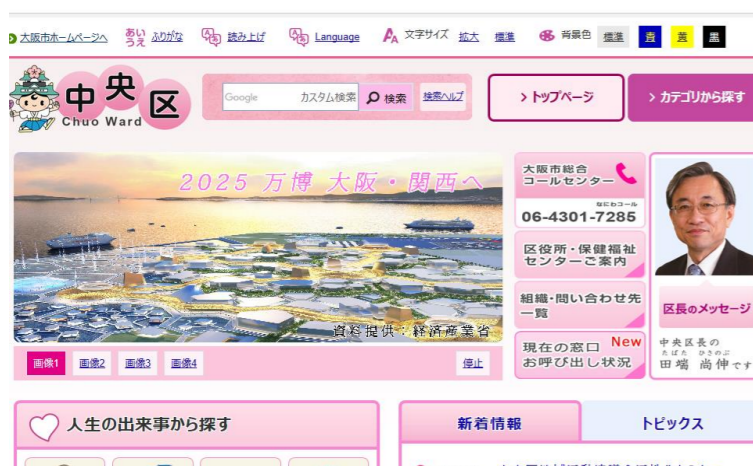 大阪市ホームページへ
あいうえ ふりがな
読み上げ
Language
文字サイズ 拡大 標準
背景色 標準 青 黄 黒
中央区
Chuo Ward
Google カスタム検索 検索 検索ヘルプ
トップページ
カテゴリから探す
2025 万博 大阪・関西へ
資料提供：経済産業省
画像1 画像2 画像3 画像4 停止
大阪市総合
コールセンター
なにわコール
06-4301-7285
区役所・保健福祉
センターご案内
組織・問い合わせ先
一覧
現在の窓口 New
お呼び出し状況
区長のメッセージ
中央区長の
たばた ひさのぶ
田端 尚伸です
人生の出来事から探す
新着情報
トピックス